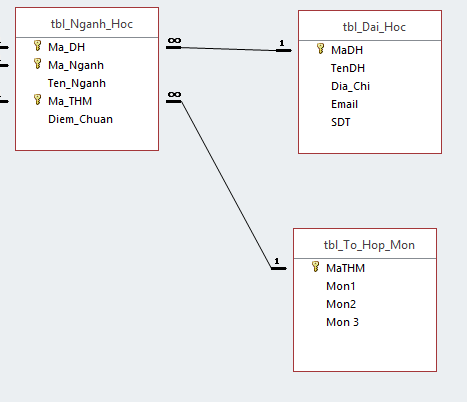 tbl_Nganh_Hoc
Ma_DH
Ma_Nganh
Ten_Nganh
Ma_THM
Diem_Chuan
∞
1
∞
1
tbl_Dai_Hoc
MaDH
TenDH
Dia_Chi
Email
SDT
tbl_To_Hop_Mon
MaTHM
Mon1
Mon2
Mon 3